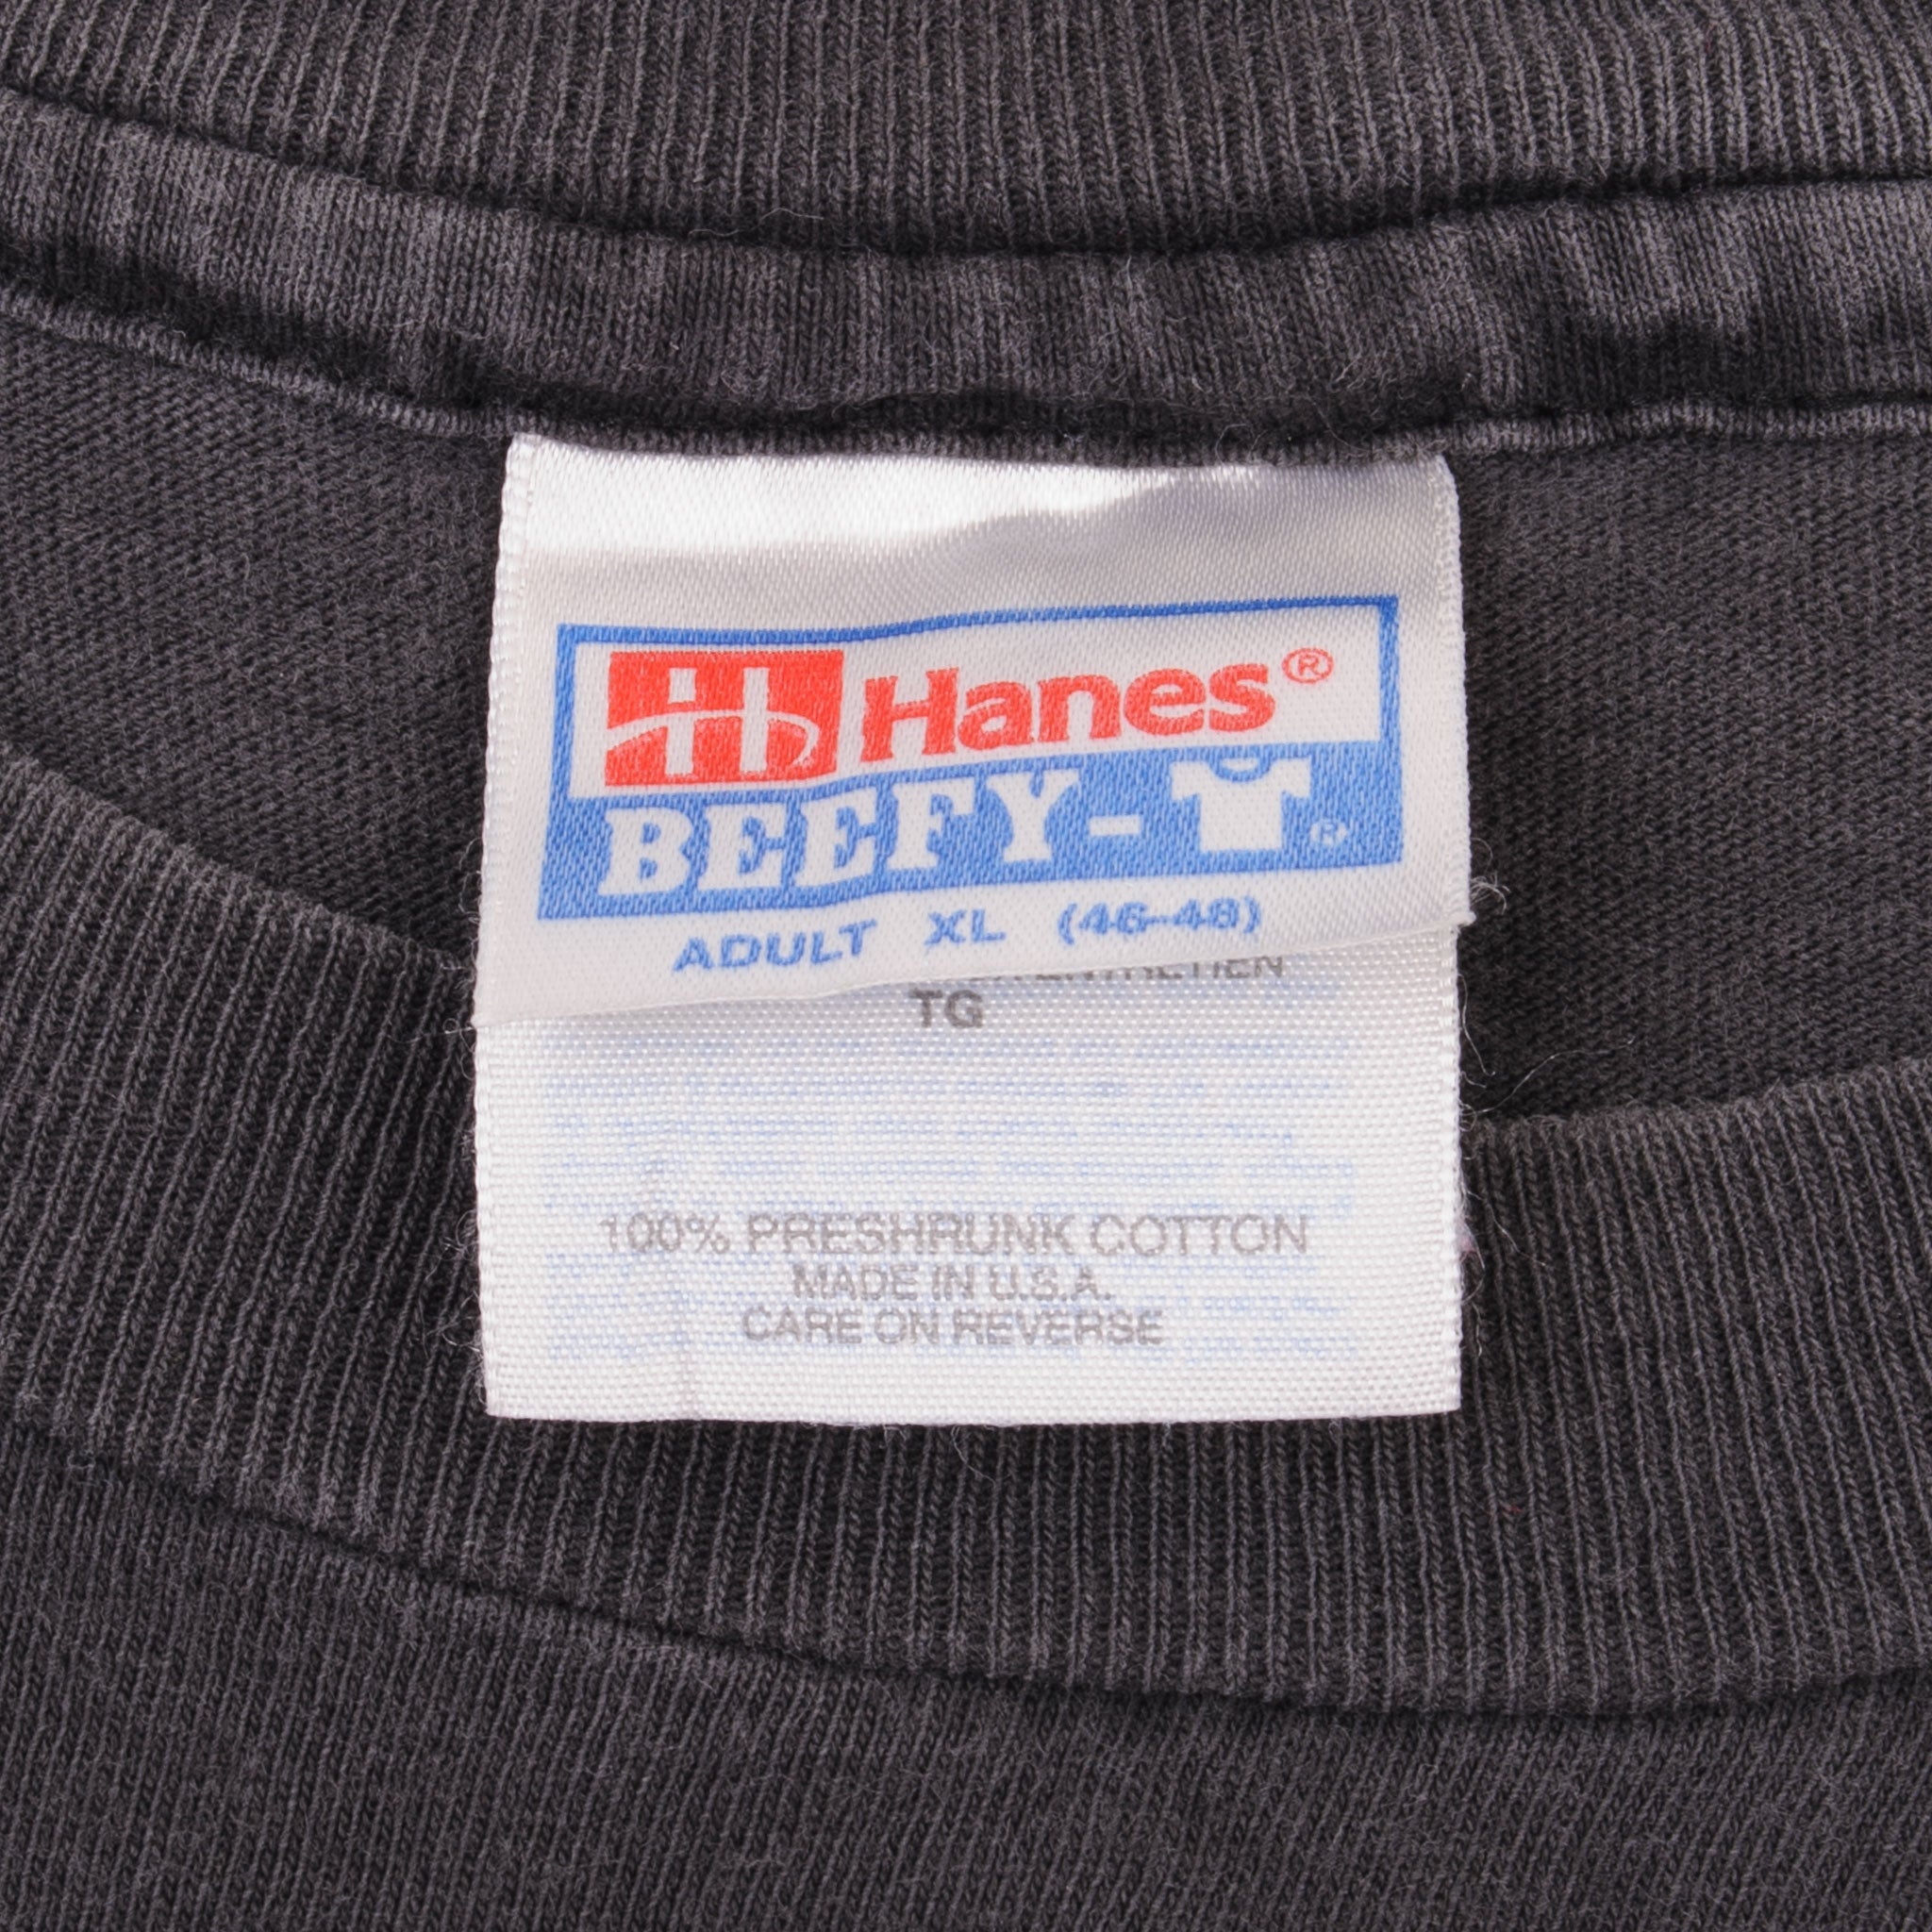 H Hanes®
BEEFY-T®
ADULT XL (46-48)
TG
100% PRESHRUNK COTTON
MADE IN U.S.A.
CARE ON REVERSE